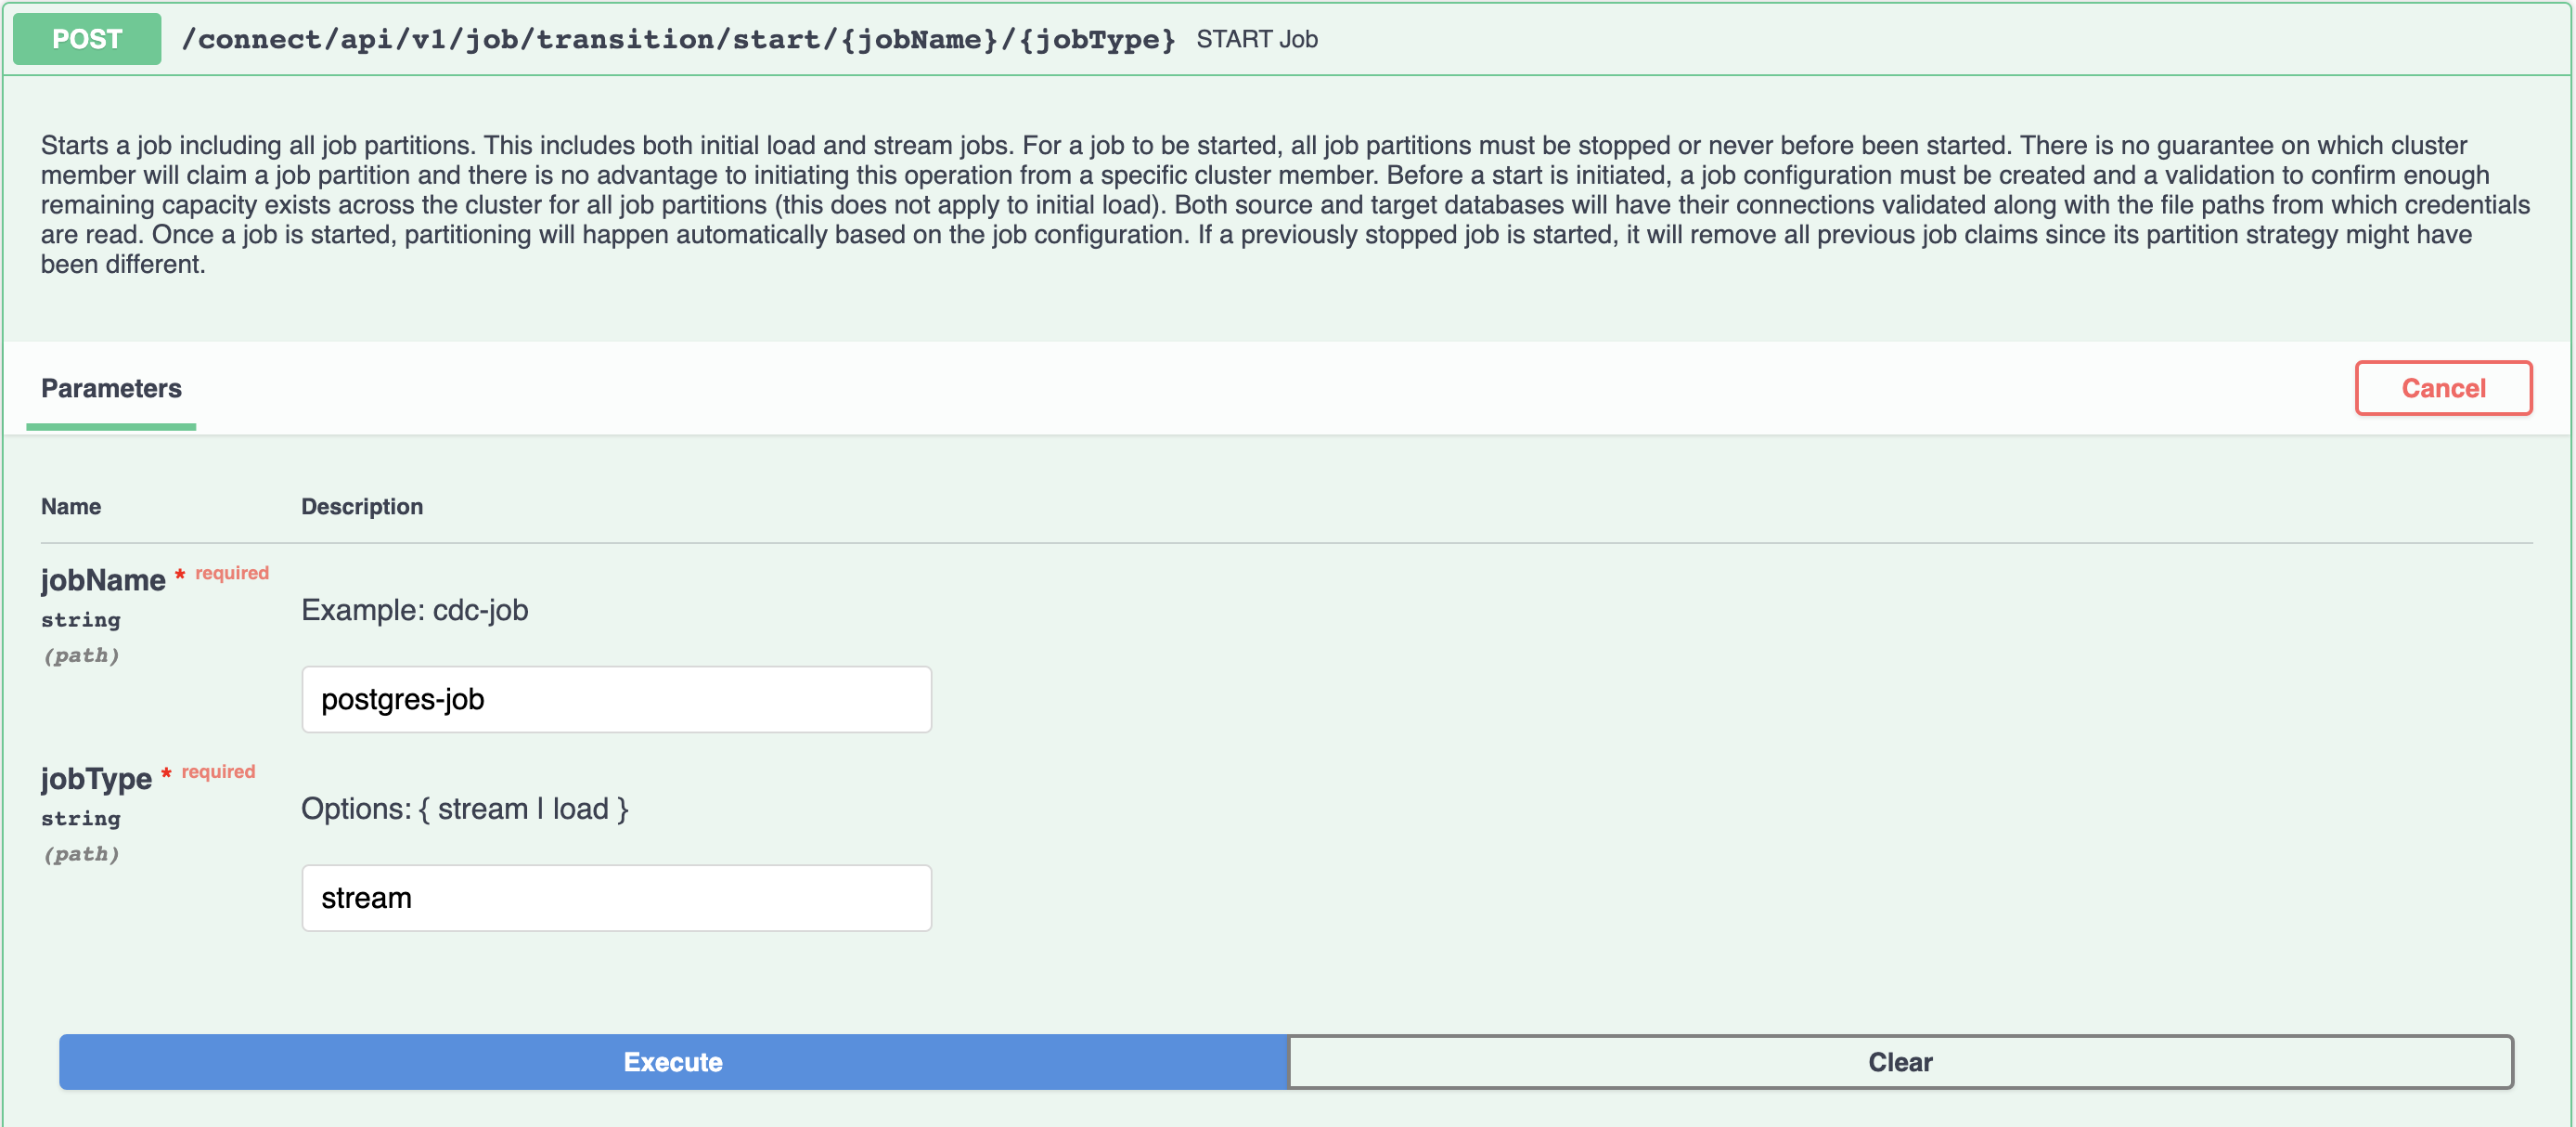 POST /connect/api/v1/job/transition/start/{jobName}/{jobType} START Job
Starts a job including all job partitions. This includes both initial load and stream jobs. For a job to be started, all job partitions must be stopped or never before been started. There is no guarantee on which cluster
member will claim a job partition and there is no advantage to initiating this operation from a specific cluster member. Before a start is initiated, a job configuration must be created and a validation to confirm enough
remaining capacity exists across the cluster for all job partitions (this does not apply to initial load). Both source and target databases will have their connections validated along with the file paths from which credentials
are read. Once a job is started, partitioning will happen automatically based on the job configuration. If a previously stopped job is started, it will remove all previous job claims since its partition strategy might have
been different.
Parameters Cancel
Name Description
jobName * required
string
(path)
Example: cdc-job
postgres-job
jobType * required
string
(path)
Options: { stream | load }
stream
Execute Clear